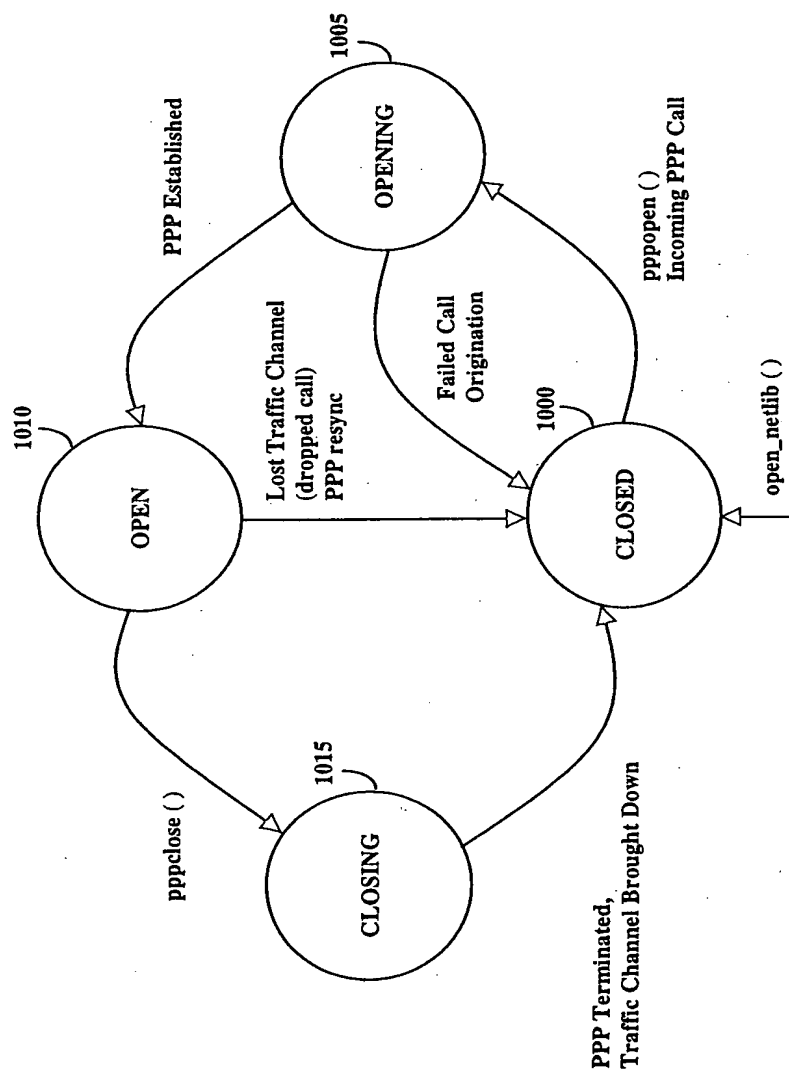 1005
OPENING
PPP Established
pppopen ( )
Incoming PPP Call
Failed Call
Origination
1010
OPEN
Lost Traffic Channel
(dropped call)
PPP resync
1000
CLOSED
open_netlib ( )
pppclose ( )
1015
CLOSING
PPP Terminated,
Traffic Channel Brought Down